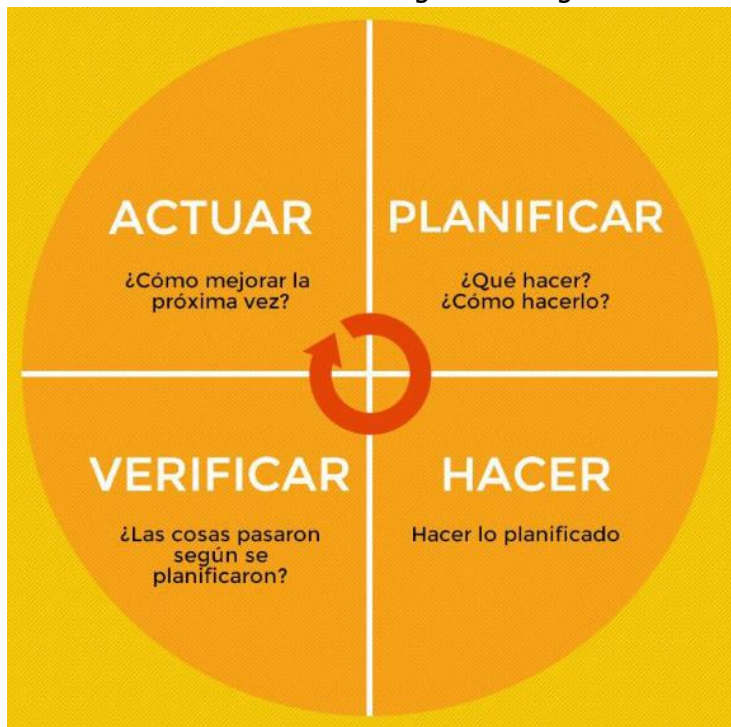 ACTUAR
¿Cómo mejorar la
próxima vez?
PLANIFICAR
¿Qué hacer?
¿Cómo hacerlo?
VERIFICAR
¿Las cosas pasaron
según se
planificaron?
HACER
Hacer lo planificado